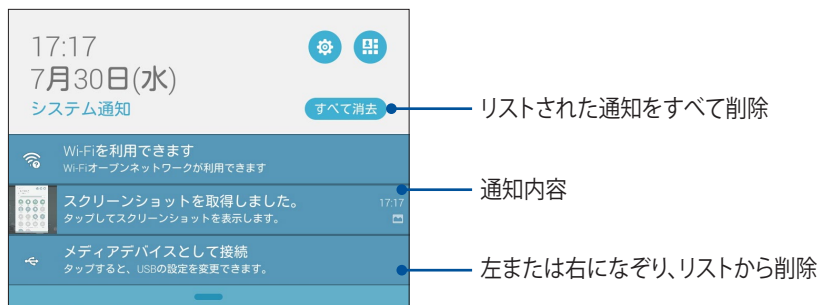 17:17
7月30日(水)
システム通知
すべて消去
リストされた通知をすべて削除
Wi-Fiを利用できます
Wi-Fiオープンネットワークが利用できます
スクリーンショットを取得しました。
17:17
タップしてスクリーンショットを表示します。
通知内容
メディアデバイスとして接続
タップすると、USBの設定を変更できます。
左または右になぞり、リストから削除